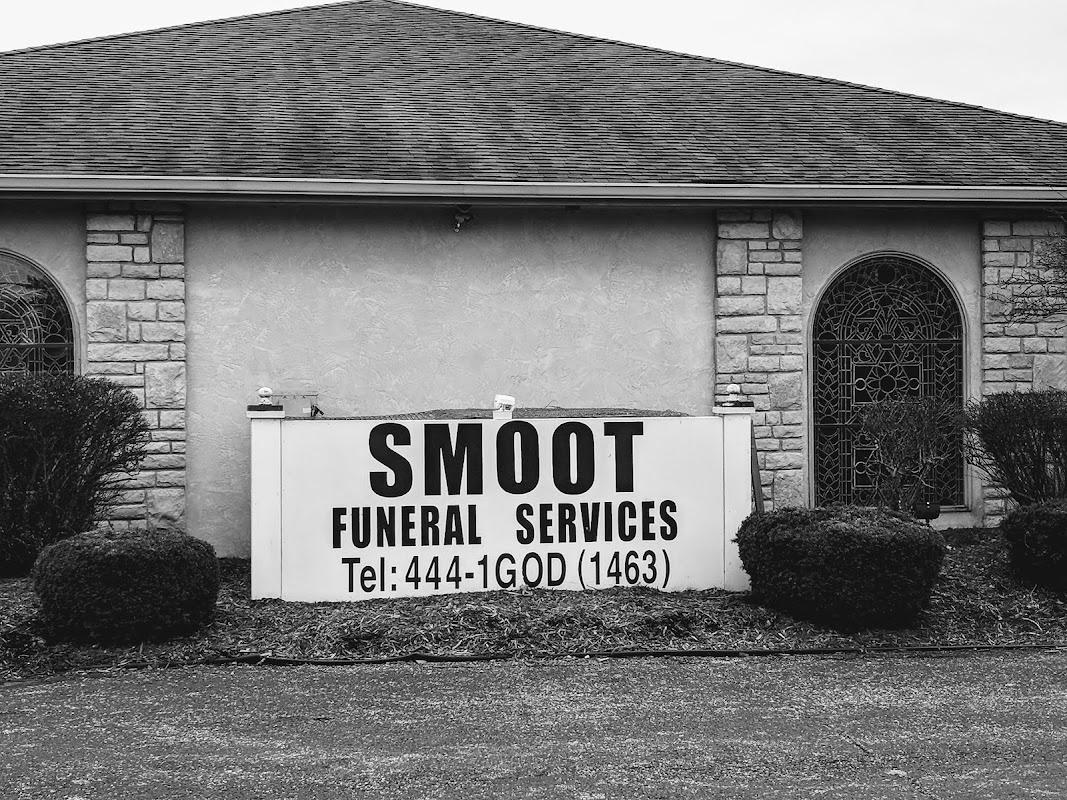 SMOOT
FUNERAL SERVICES
Tel: 444-1GOD (1463)